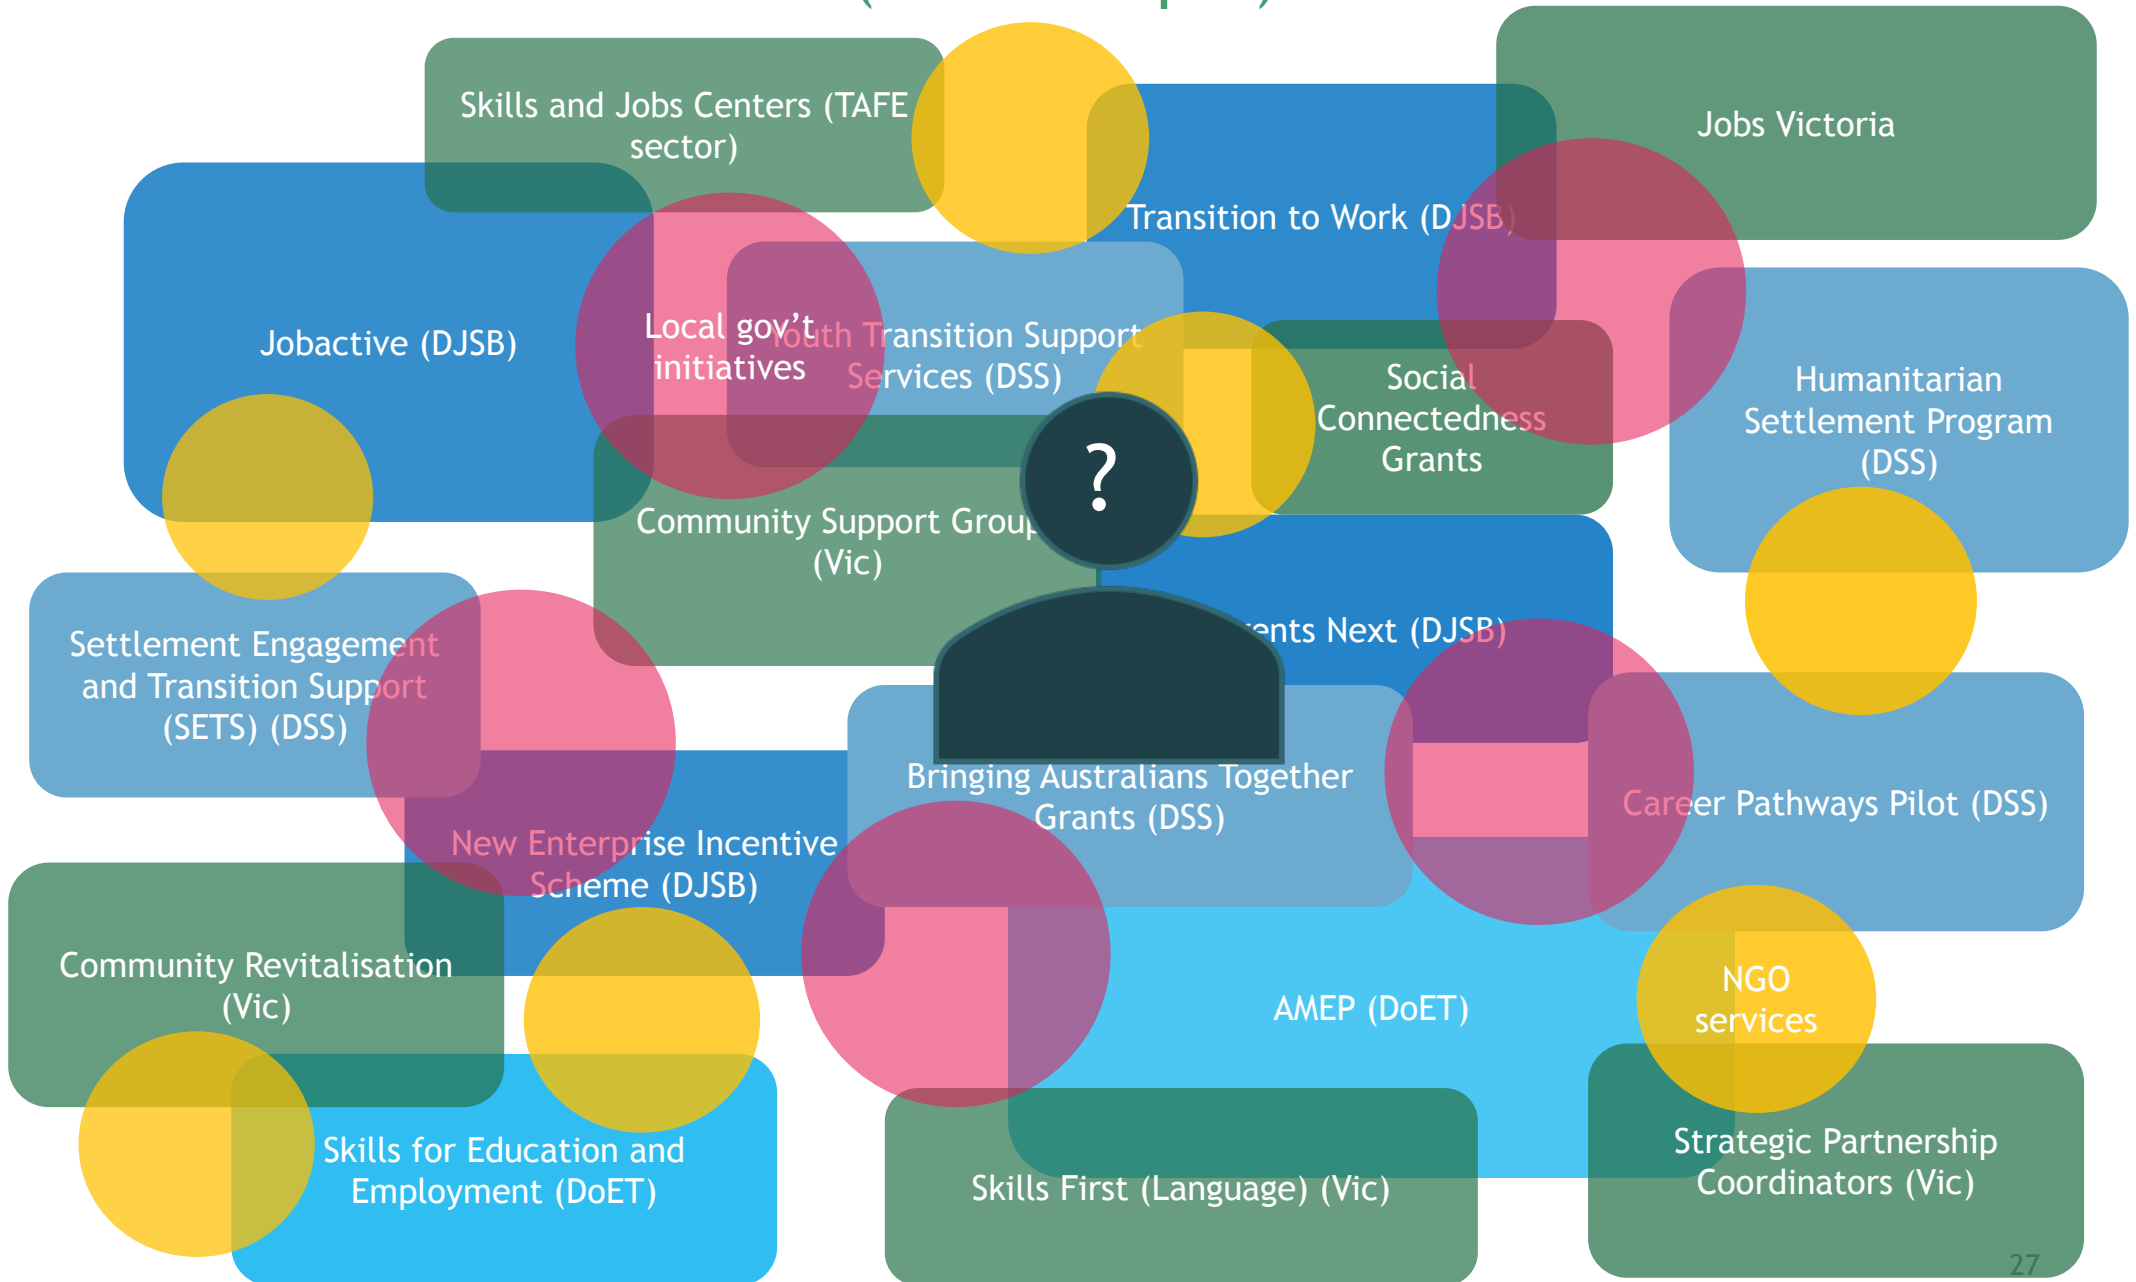 Skills and Jobs Centers (TAFE
sector)
Jobs Victoria
Transition to Work (DJSB)
Jobactive (DJSB)
Local gov't
initiatives
Youth Transition Support
Services (DSS)
Social
Connectedness
Grants
Humanitarian
Settlement Program
(DSS)
?
Community Support Group
(Vic)
Next (DJSB)
Settlement Engagement
and Transition Support
(SETS) (DSS)
Bringing Australians Together
Grants (DSS)
Career Pathways Pilot (DSS)
New Enterprise Incentive
Scheme (DJSB)
Community Revitalisation
(Vic)
AMEP (DoET)
NGO
services
Skills for Education and
Employment (DoET)
Skills First (Language) (Vic)
Strategic Partnership
Coordinators (Vic)
27